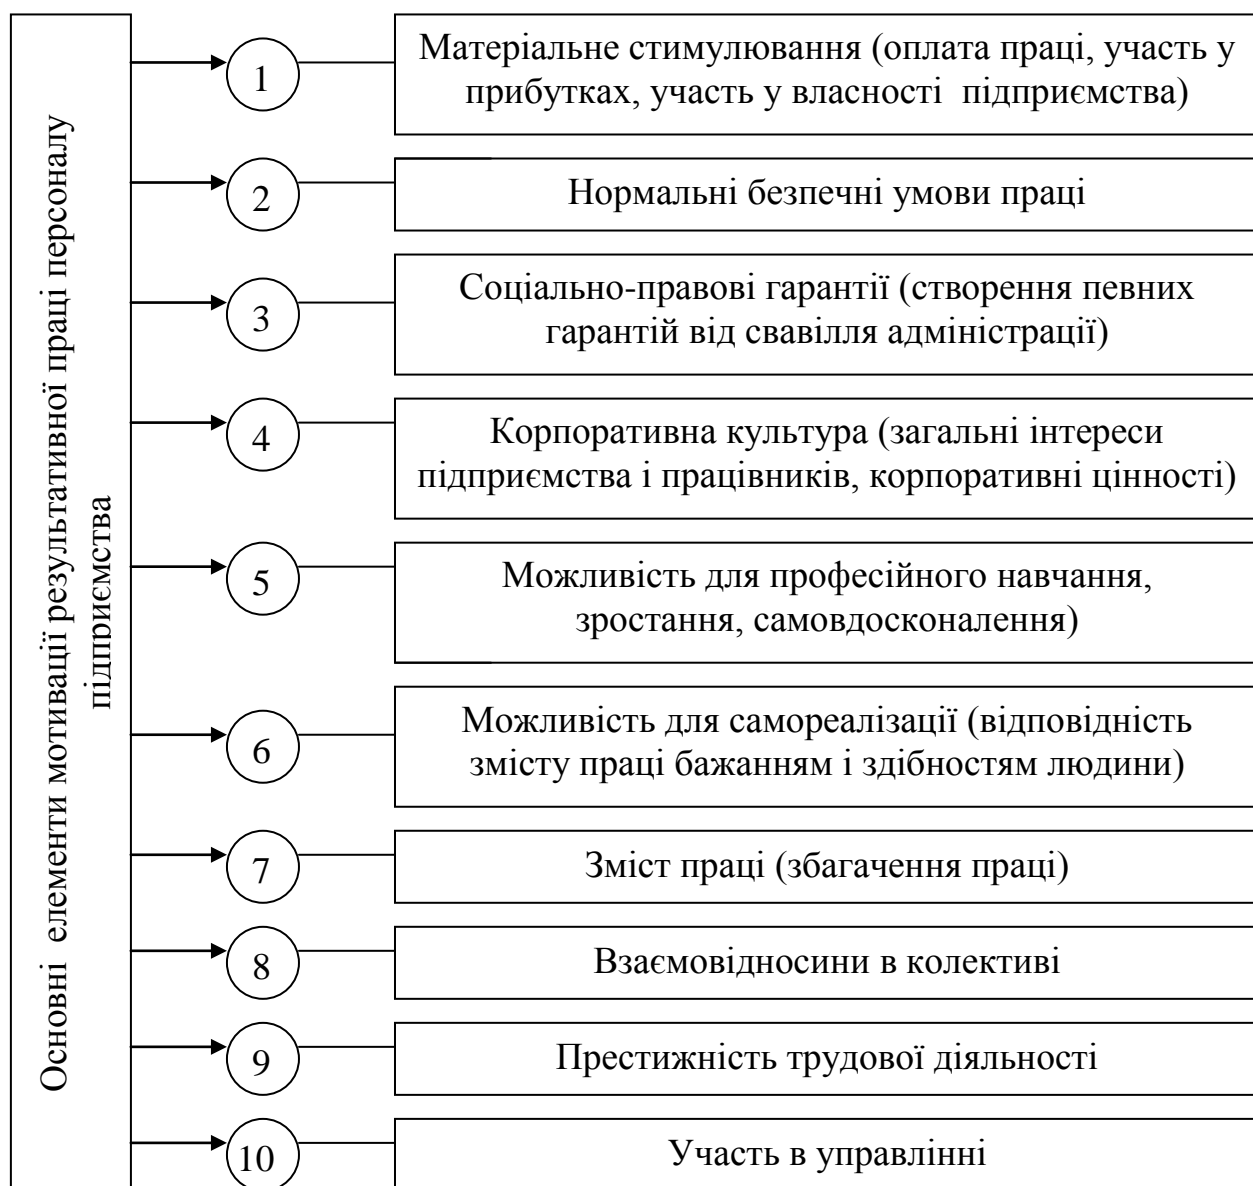 Основні елементи мотивації результативної праці персоналу
підприємства
1
Матеріальне стимулювання (оплата праці, участь у
прибутках, участь у власності підприємства)
2
Нормальні безпечні умови праці
3
Соціально-правові гарантії (створення певних
гарантій від свавілля адміністрації)
4
Корпоративна культура (загальні інтереси
підприємства і працівників, корпоративні цінності)
5
Можливість для професійного навчання,
зростання, самовдосконалення)
6
Можливість для самореалізації (відповідність
змісту праці бажанням і здібностям людини)
7
Зміст праці (збагачення праці)
8
Взаємовідносини в колективі
9
Престижність трудової діяльності
10
Участь в управлінні